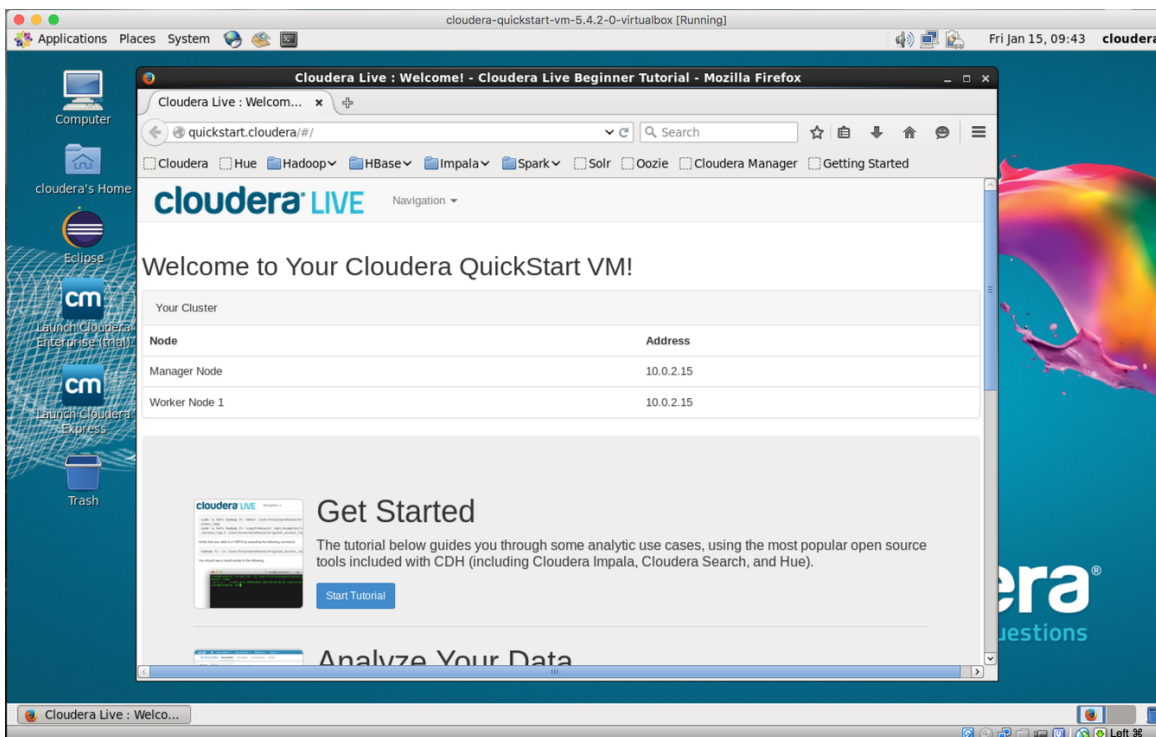 cloudera-quickstart-vm-5.4.2-0-virtualbox [Running]
Applications Places System
Fri Jan 15, 09:43 cloudera
Computer
cloudera's Home
Eclipse
Launch Cloudera
Enterprise (trial)
Launch Cloudera
Express
Trash
Cloudera Live : Welcome! - Cloudera Live Beginner Tutorial - Mozilla Firefox
Cloudera Live : Welcom...
quickstart.cloudera/#/
Search
Cloudera Hue Hadoop HBase Impala Spark Solr Oozie Cloudera Manager Getting Started
cloudera LIVE Navigation
Welcome to Your Cloudera QuickStart VM!
Your Cluster
Node Address
Manager Node 10.0.2.15
Worker Node 1 10.0.2.15
cloudera LIVE
Get Started
The tutorial below guides you through some analytic use cases, using the most popular open source
tools included with CDH (including Cloudera Impala, Cloudera Search, and Hue).
Start Tutorial
Analyze Your Data
era
uestions
Cloudera Live : Welco...
Left ⌘